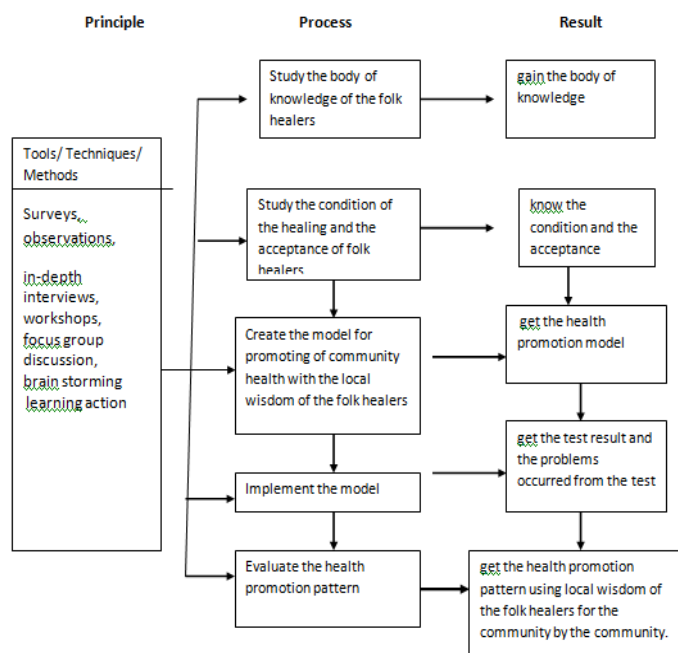 Principle
Process
Result
Tools/ Techniques/
Methods
Surveys,
observations,
in-depth
interviews,
workshops,
focus group
discussion,
brain storming
learning action
Study the body of
knowledge of the folk
healers
gain the body of
knowledge
Study the condition of
the healing and the
acceptance of folk
healers
know the
condition and the
acceptance
Create the model for
promoting of community
health with the local
wisdom of the folk healers
get the health
promotion model
Implement the model
get the test result and
the problems
occurred from the test
Evaluate the health
promotion pattern
get the health promotion
pattern using local wisdom of
the folk healers for the
community by the community.